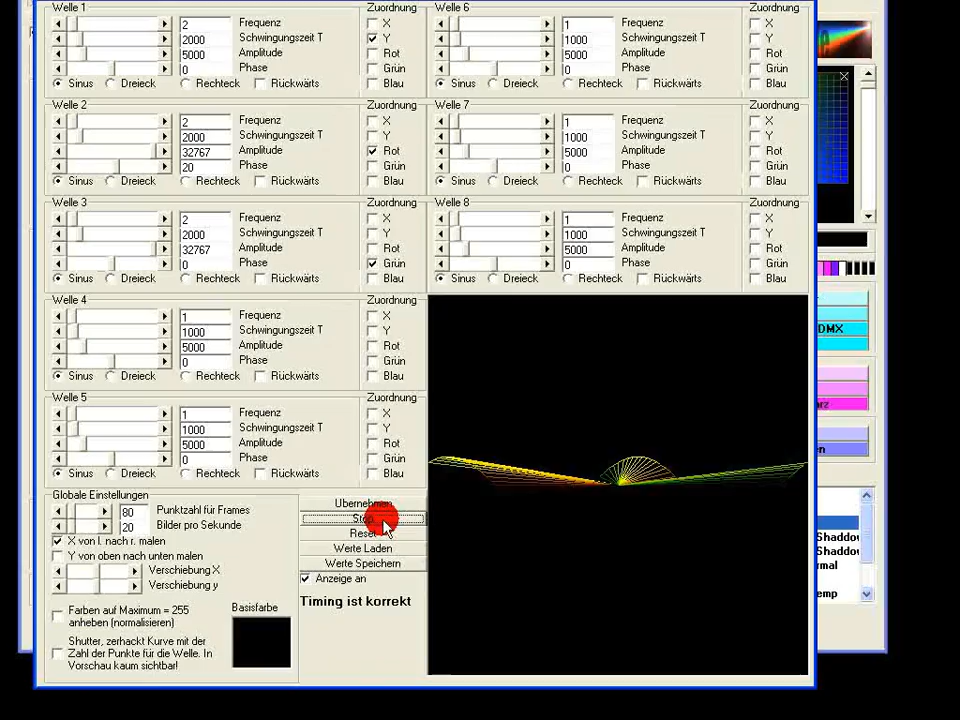 Welle 1
Zuordnung
2 Frequenz X
2000 Schwingungszeit T Y
5000 Amplitude Rot
0 Phase Grün
Sinus Dreieck Rechteck Rückwärts Blau
Welle 2
Zuordnung
2 Frequenz X
2000 Schwingungszeit T Y
32767 Amplitude Rot
20 Phase Grün
Sinus Dreieck Rechteck Rückwärts Blau
Welle 3
Zuordnung
2 Frequenz X
2000 Schwingungszeit T Y
32767 Amplitude Rot
0 Phase Grün
Sinus Dreieck Rechteck Rückwärts Blau
Welle 4
Zuordnung
1 Frequenz X
1000 Schwingungszeit T Y
5000 Amplitude Rot
0 Phase Grün
Sinus Dreieck Rechteck Rückwärts Blau
Welle 5
Zuordnung
1 Frequenz X
1000 Schwingungszeit T Y
5000 Amplitude Rot
0 Phase Grün
Sinus Dreieck Rechteck Rückwärts Blau
Welle 6
Zuordnung
1 Frequenz X
1000 Schwingungszeit T Y
5000 Amplitude Rot
0 Phase Grün
Sinus Dreieck Rechteck Rückwärts Blau
Welle 7
Zuordnung
1 Frequenz X
1000 Schwingungszeit T Y
5000 Amplitude Rot
0 Phase Grün
Sinus Dreieck Rechteck Rückwärts Blau
Welle 8
Zuordnung
1 Frequenz X
1000 Schwingungszeit T Y
5000 Amplitude Rot
0 Phase Grün
Sinus Dreieck Rechteck Rückwärts Blau
Globale Einstellungen
80 Punktzahl für Frames
20 Bilder pro Sekunde
X von l. nach r. malen
Y von oben nach unten malen
Verschiebung X
Verschiebung y
Farben auf Maximum = 255
anheben (normalisieren)
Shutter, zerhackt Kurve mit der
Zahl der Punkte für die Welle. In
Vorschau kaum sichtbar!
Basisfarbe
Übernehmen
Stop
Reset
Werte Laden
Werte Speichern
Anzeige an
Timing ist korrekt
DMX